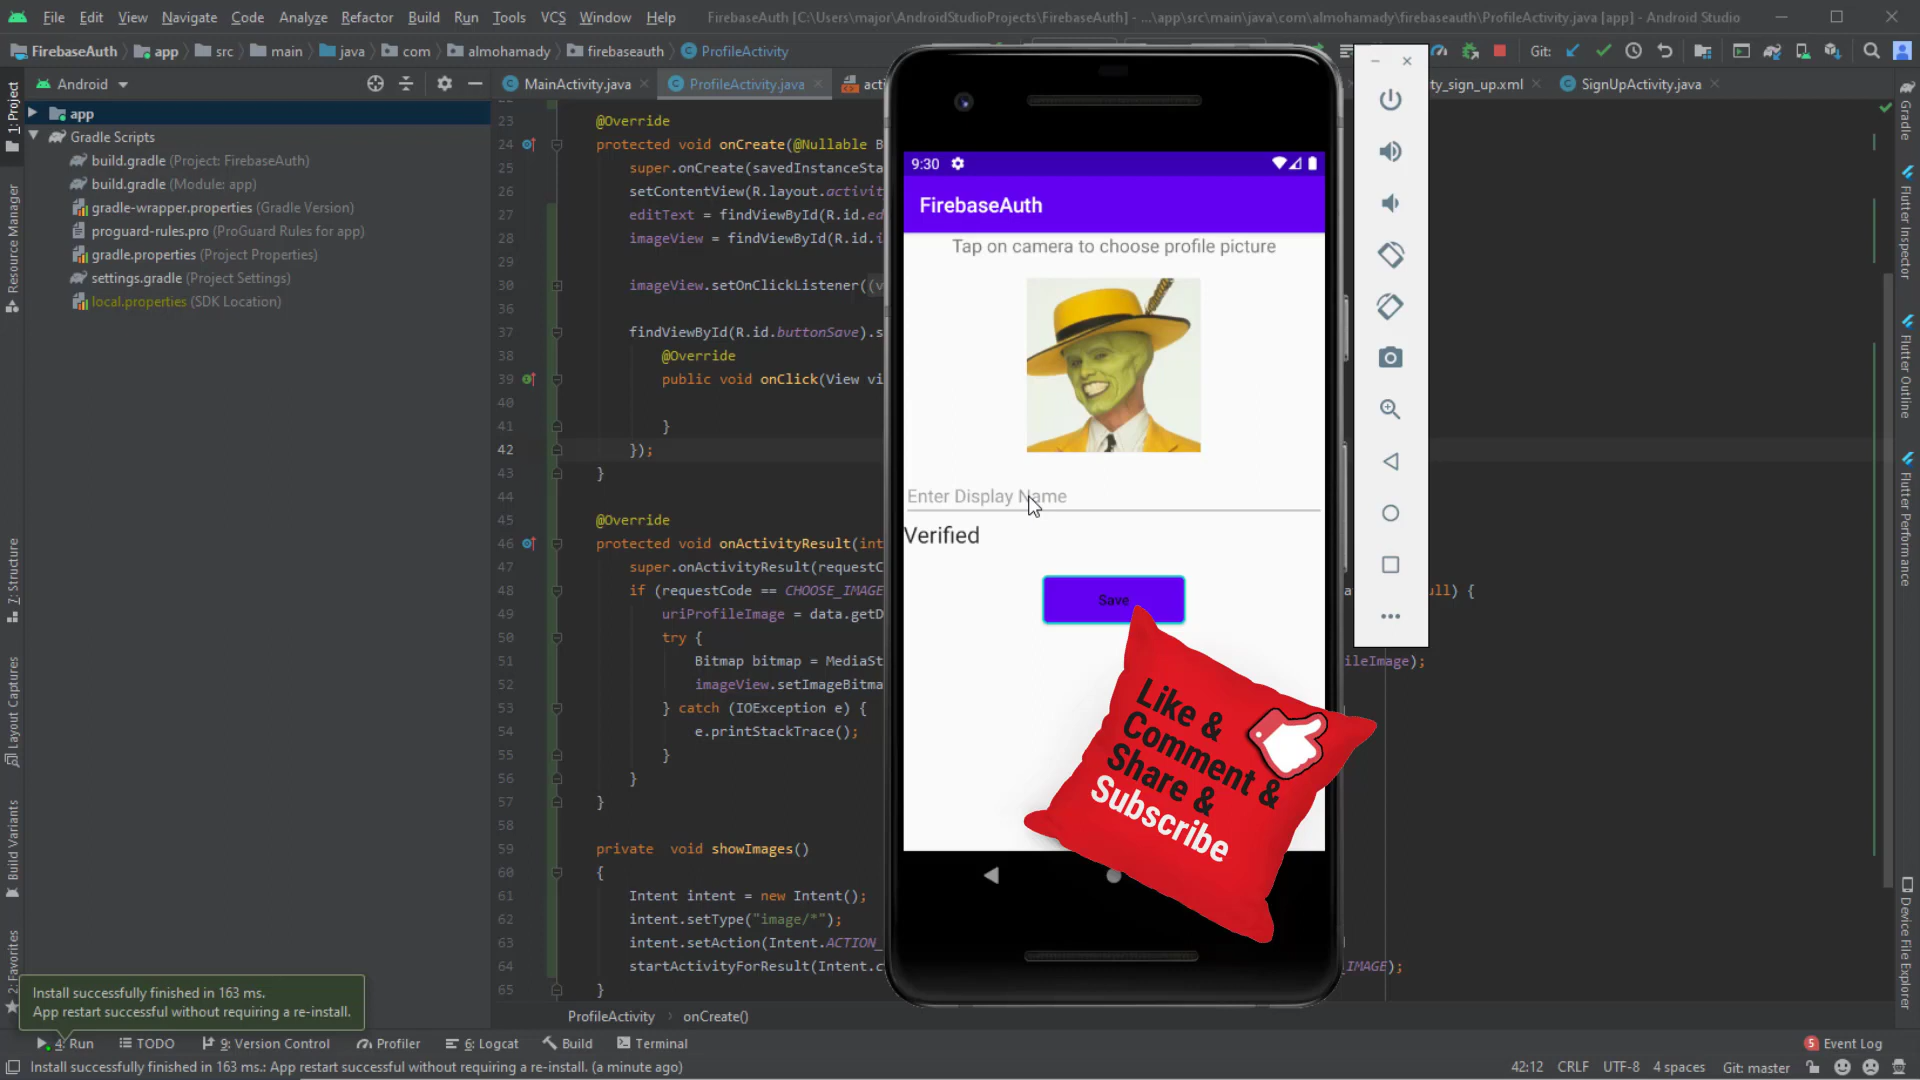 File Edit View Navigate Code Analyze Refactor Build Run Tools VCS Window Help FirebaseAuth [C:\Users\major\AndroidStudioProjects\FirebaseAuth] - ...\app\src\main\java\com\almohamady\firebaseauth\ProfileActivity.java [app] - Android Studio
FirebaseAuth app src main java com almohamady firebaseauth ProfileActivity Git:
Android MainActivity.java ProfileActivity.java ty_sign_up.xml SignUpActivity.java
app
Gradle Scripts
build.gradle (Project: FirebaseAuth)
build.gradle (Module: app)
gradle-wrapper.properties (Gradle Version)
proguard-rules.pro (ProGuard Rules for app)
gradle.properties (Project Properties)
settings.gradle (Project Settings)
local.properties (SDK Location)
1: Project
Resource Manager
7: Structure
Layout Captures
Build Variants
2: Favorites
23 @Override
24 protected void onCreate(@Nullable B
25 super.onCreate(savedInstanceSta
26 setContentView(R.layout.activit
27 editText = findViewById(R.id.ed
28 imageView = findViewById(R.id.i
29
30 imageView.setOnClickListener((v
36
37 findViewById(R.id.buttonSave).s
38 @Override
39 public void onClick(View vi
40
41 }
42 });
43 }
44
45 @Override
46 protected void onActivityResult(int
47 super.onActivityResult(requestC
48 if (requestCode == CHOOSE_IMAGE ull) {
49 uriProfileImage = data.getD
50 try {
51 Bitmap bitmap = MediaSt ileImage);
52 imageView.setImageBitma
53 } catch (IOException e) {
54 e.printStackTrace();
55 }
56 }
57 }
58
59 private void showImages()
60 {
61 Intent intent = new Intent();
62 intent.setType("image/*");
63 intent.setAction(Intent.ACTION_
64 startActivityForResult(Intent.c _IMAGE);
65 }
ProfileActivity onCreate()
9:30
FirebaseAuth
Tap on camera to choose profile picture
Enter Display Name
Verified
Save
Like &
Comment &
Share &
Subscribe
Gradle
Flutter Inspector
Flutter Outline
Flutter Performance
Device File Explorer
Install successfully finished in 163 ms.
App restart successful without requiring a re-install.
4: Run TODO 9: Version Control Profiler 6: Logcat Build Terminal 5 Event Log
Install successfully finished in 163 ms.: App restart successful without requiring a re-install. (a minute ago) 42:12 CRLF UTF-8 4 spaces Git: master